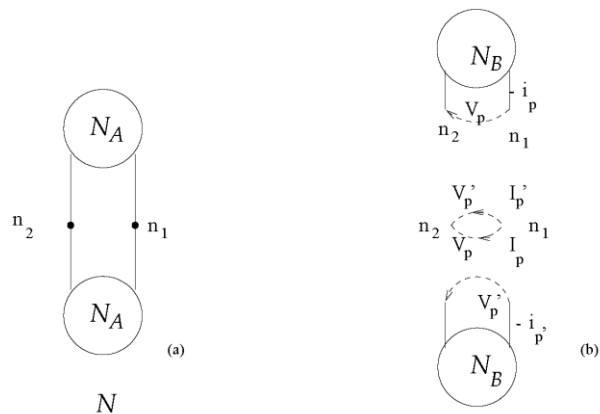 N_A
n_2
n_1
N_A
(a)
N
N_B
V_p
- i_p
n_2
n_1
V_p'
I_p'
n_2
n_1
V_p
I_p
V_p'
- i_p'
N_B
(b)